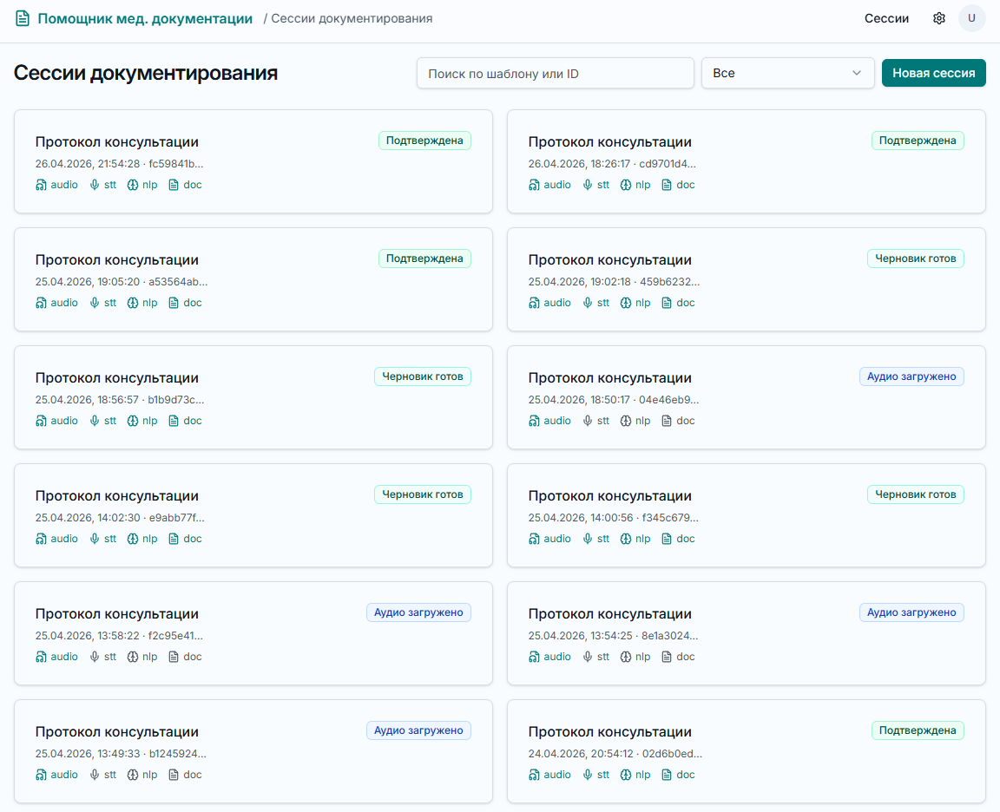 Помощник мед. документации / Сессии документирования Сессии U
Сессии документирования Поиск по шаблону или ID Все Новая сессия
Протокол консультации Подтверждена
26.04.2026, 21:54:28 · fc59841b...
audio stt nlp doc
Протокол консультации Подтверждена
26.04.2026, 18:26:17 · cd9701d4...
audio stt nlp doc
Протокол консультации Подтверждена
25.04.2026, 19:05:20 · a53564ab...
audio stt nlp doc
Протокол консультации Черновик готов
25.04.2026, 19:02:18 · 459b6232...
audio stt nlp doc
Протокол консультации Черновик готов
25.04.2026, 18:56:57 · b1b9d73c...
audio stt nlp doc
Протокол консультации Аудио загружено
25.04.2026, 18:50:17 · 04e46eb9...
audio stt nlp doc
Протокол консультации Черновик готов
25.04.2026, 14:02:30 · e9abb77f...
audio stt nlp doc
Протокол консультации Черновик готов
25.04.2026, 14:00:56 · f345c679...
audio stt nlp doc
Протокол консультации Аудио загружено
25.04.2026, 13:58:22 · f2c95e41...
audio stt nlp doc
Протокол консультации Аудио загружено
25.04.2026, 13:54:25 · 8e1a3024...
audio stt nlp doc
Протокол консультации Аудио загружено
25.04.2026, 13:49:33 · b1245924...
audio stt nlp doc
Протокол консультации Подтверждена
24.04.2026, 20:54:12 · 02d6b0ed...
audio stt nlp doc